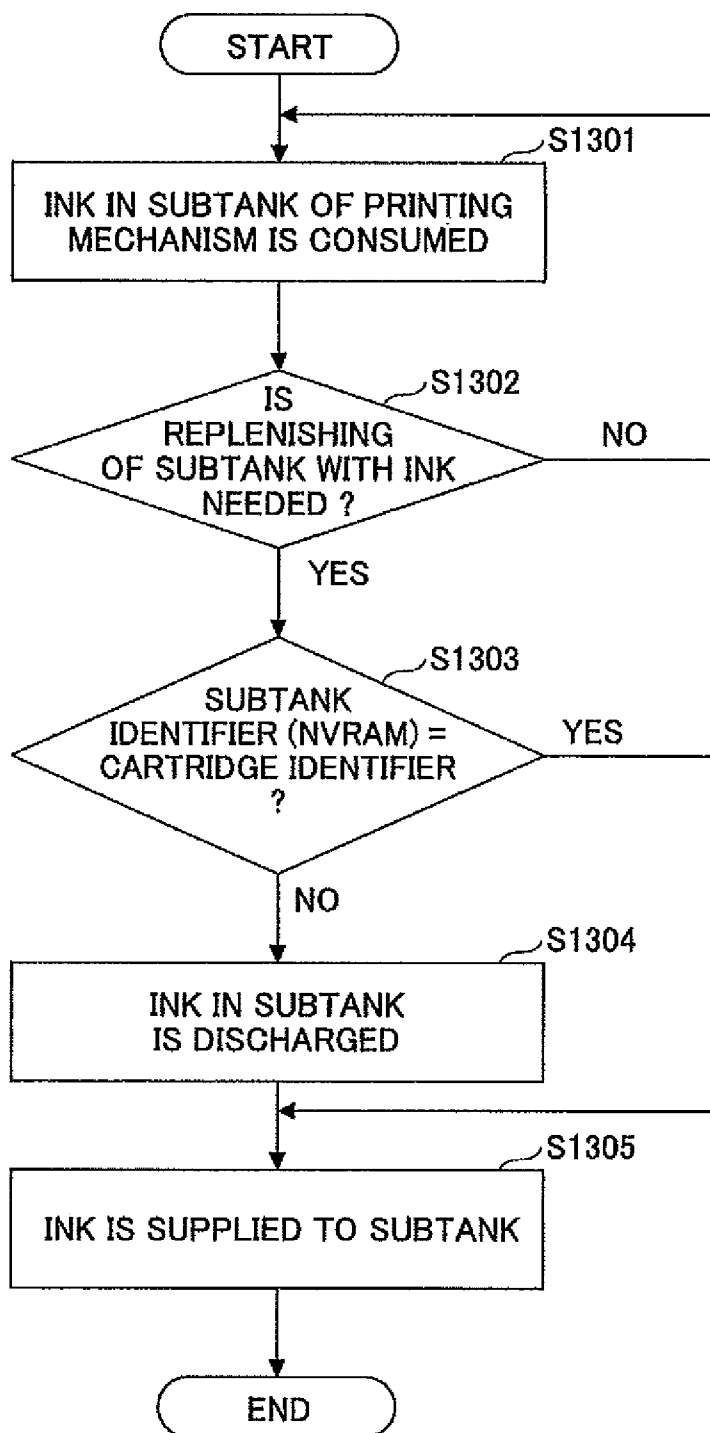 START
S1301
INK IN SUBTANK OF PRINTING
MECHANISM IS CONSUMED
S1302
IS
REPLENISHING
OF SUBTANK WITH INK
NEEDED ?
NO
YES
S1303
SUBTANK
IDENTIFIER (NVRAM) =
CARTRIDGE IDENTIFIER
?
YES
NO
S1304
INK IN SUBTANK
IS DISCHARGED
S1305
INK IS SUPPLIED TO SUBTANK
END